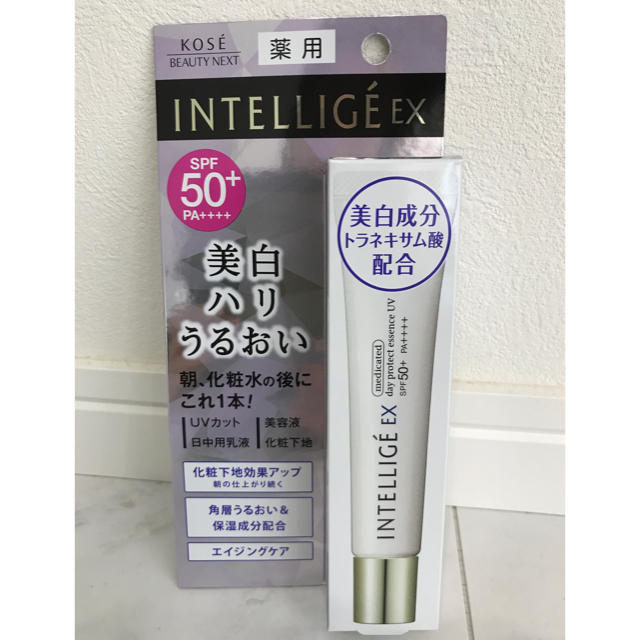 KOSÉ
BEAUTY NEXT
薬用
INTELLIGÉ EX
SPF
50+
PA++++
美白
ハリ
うるおい
朝、化粧水の後に
これ1本!
UVカット
美容液
日中用乳液
化粧下地
化粧下地効果アップ
朝の仕上がり続く
角層うるおい&
保湿成分配合
エイジングケア
美白成分
トラネキサム酸
配合
INTELLIGÉ EX
medicated
day protect essence UV
SPF50+ PA++++